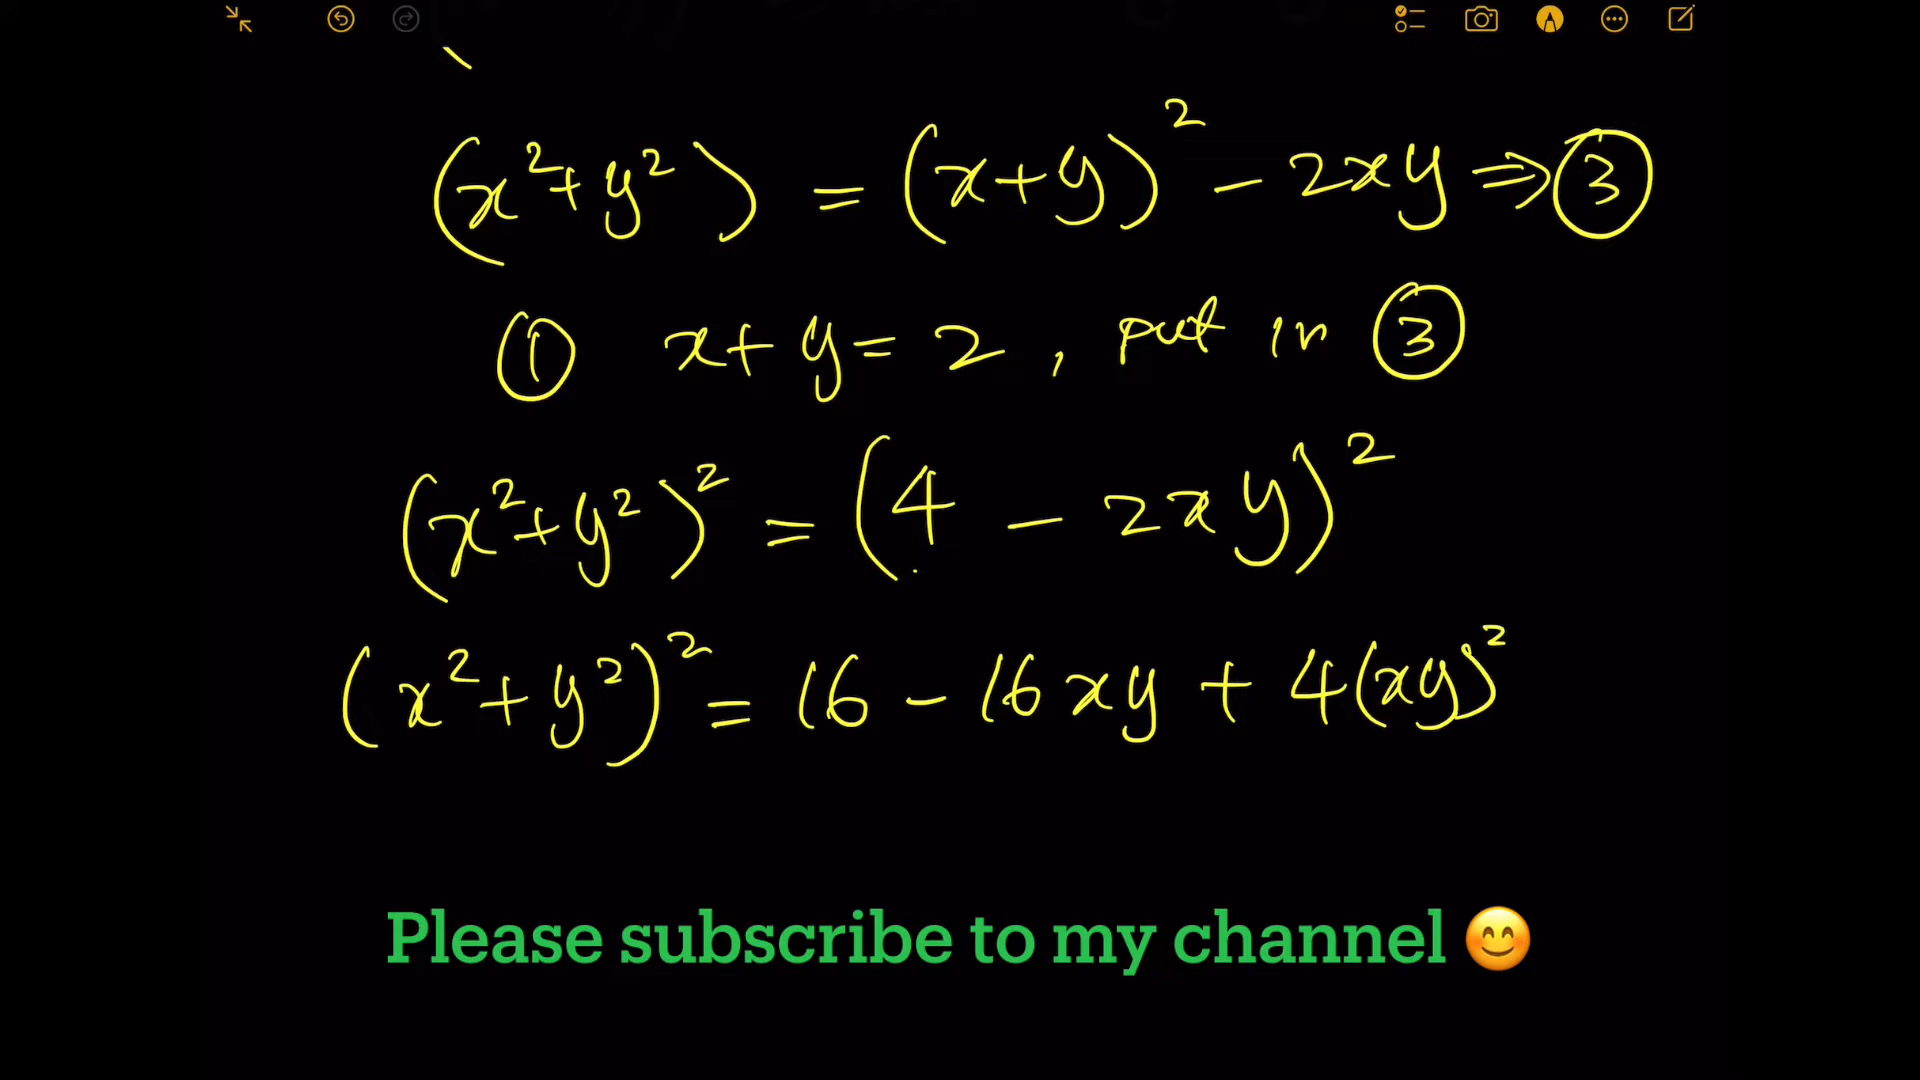 (x²+y²) = (x+y)² - 2xy ⇒ ③
① x+y=2, put in ③
(x²+y²)² = (4 - 2xy)²
(x²+y²)² = 16 - 16xy + 4(xy)²
Please subscribe to my channel 😊